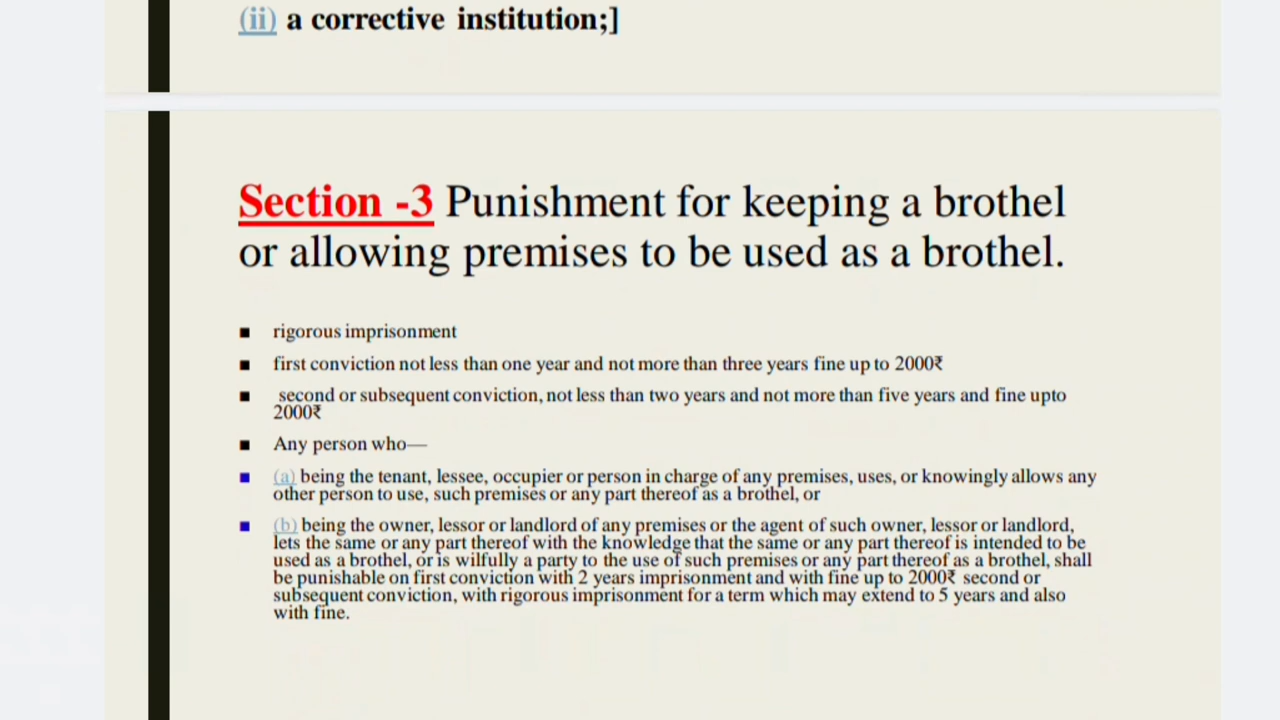 (ii) a corrective institution;]
Section -3 Punishment for keeping a brothel
or allowing premises to be used as a brothel.
■ rigorous imprisonment
■ first conviction not less than one year and not more than three years fine up to 2000₹
■ second or subsequent conviction, not less than two years and not more than five years and fine upto
2000₹
■ Any person who—
■ (a) being the tenant, lessee, occupier or person in charge of any premises, uses, or knowingly allows any
other person to use, such premises or any part thereof as a brothel, or
■ (b) being the owner, lessor or landlord of any premises or the agent of such owner, lessor or landlord,
lets the same or any part thereof with the knowledge that the same or any part thereof is intended to be
used as a brothel, or is wilfully a party to the use of such premises or any part thereof as a brothel, shall
be punishable on first conviction with 2 years imprisonment and with fine up to 2000₹ second or
subsequent conviction, with rigorous imprisonment for a term which may extend to 5 years and also
with fine.